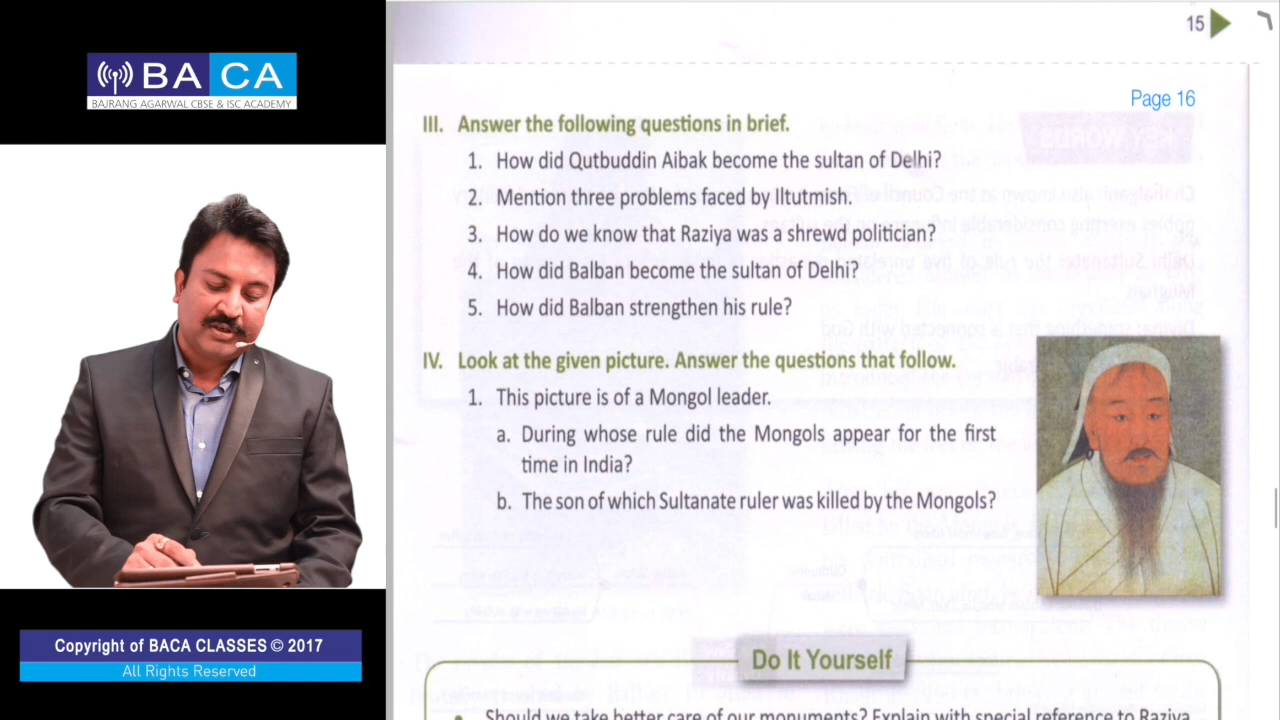 BACA
BAJRANG AGARWAL CBSE & ISC ACADEMY
15
Page 16
III. Answer the following questions in brief.
1. How did Qutbuddin Aibak become the sultan of Delhi?
2. Mention three problems faced by Iltutmish.
3. How do we know that Raziya was a shrewd politician?
4. How did Balban become the sultan of Delhi?
5. How did Balban strengthen his rule?
IV. Look at the given picture. Answer the questions that follow.
1. This picture is of a Mongol leader.
a. During whose rule did the Mongols appear for the first
time in India?
b. The son of which Sultanate ruler was killed by the Mongols?
Do It Yourself
• Should we take better care of our monuments? Explain with special reference to Raziya
Copyright of BACA CLASSES © 2017
All Rights Reserved